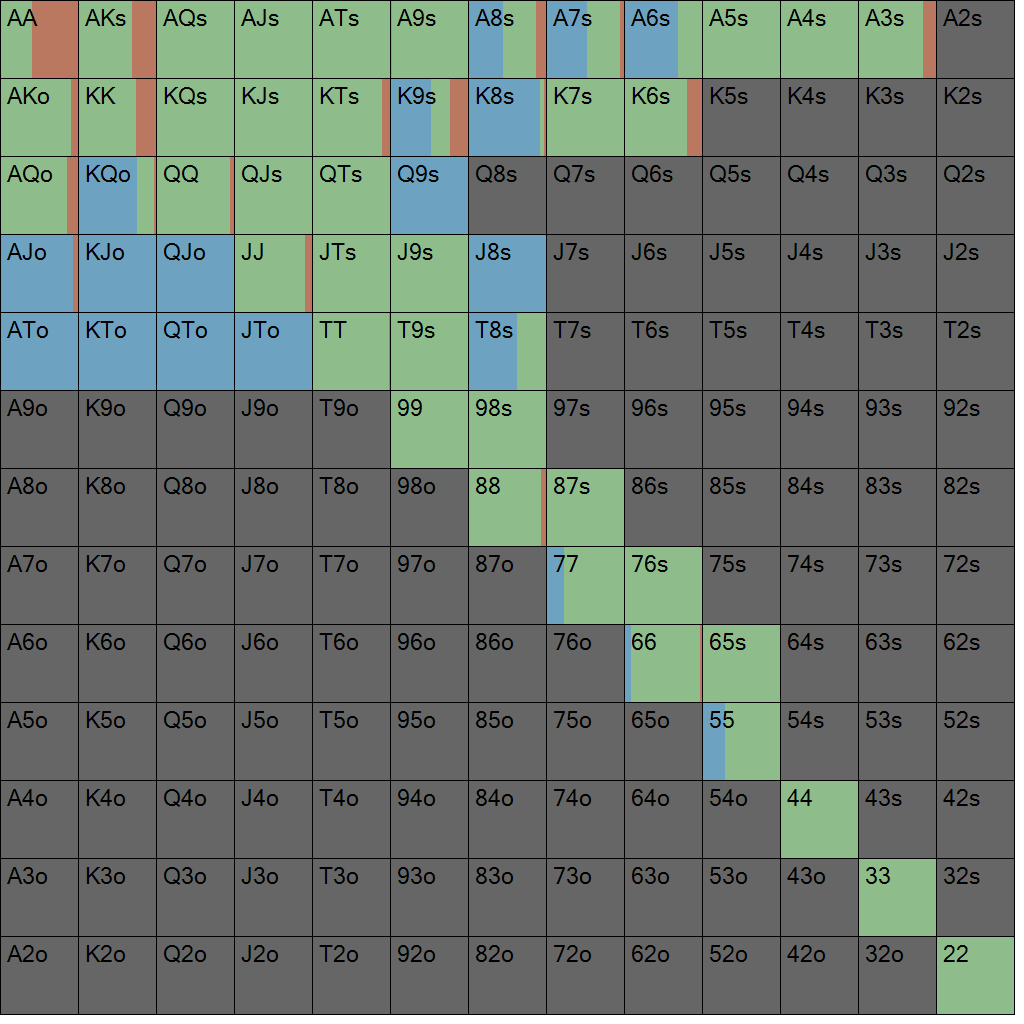 AA AKs AQs AJs ATs A9s A8s A7s A6s A5s A4s A3s A2s
AKo KK KQs KJs KTs K9s K8s K7s K6s K5s K4s K3s K2s
AQo KQo QQ QJs QTs Q9s Q8s Q7s Q6s Q5s Q4s Q3s Q2s
AJo KJo QJo JJ JTs J9s J8s J7s J6s J5s J4s J3s J2s
ATo KTo QTo JTo TT T9s T8s T7s T6s T5s T4s T3s T2s
A9o K9o Q9o J9o T9o 99 98s 97s 96s 95s 94s 93s 92s
A8o K8o Q8o J8o T8o 98o 88 87s 86s 85s 84s 83s 82s
A7o K7o Q7o J7o T7o 97o 87o 77 76s 75s 74s 73s 72s
A6o K6o Q6o J6o T6o 96o 86o 76o 66 65s 64s 63s 62s
A5o K5o Q5o J5o T5o 95o 85o 75o 65o 55 54s 53s 52s
A4o K4o Q4o J4o T4o 94o 84o 74o 64o 54o 44 43s 42s
A3o K3o Q3o J3o T3o 93o 83o 73o 63o 53o 43o 33 32s
A2o K2o Q2o J2o T2o 92o 82o 72o 62o 52o 42o 32o 22